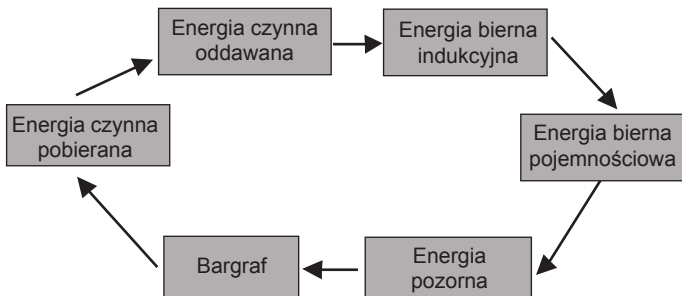 Energia czynna
oddawana
Energia bierna
indukcyjna
Energia bierna
pojemnościowa
Energia
pozorna
Bargraf
Energia czynna
pobierana